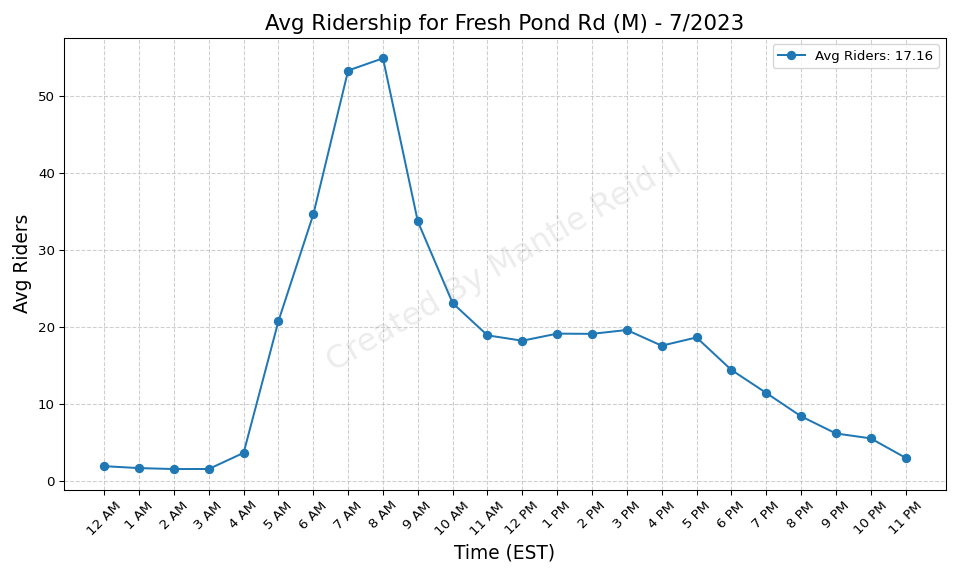 Avg Ridership for Fresh Pond Rd (M) - 7/2023
Avg Riders: 17.16
Avg Riders
50
40
30
20
10
0
Created By Mantle Reid II
12 AM
1 AM
2 AM
3 AM
4 AM
5 AM
6 AM
7 AM
8 AM
9 AM
10 AM
11 AM
12 PM
1 PM
2 PM
3 PM
4 PM
5 PM
6 PM
7 PM
8 PM
9 PM
10 PM
11 PM
Time (EST)